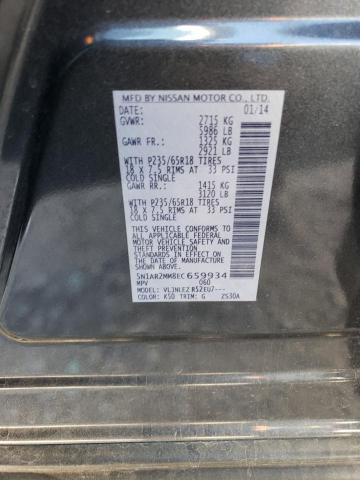 MFD BY NISSAN MOTOR CO., LTD.
DATE: 01/14
GVWR: 2715 KG
5986 LB
GAWR FR.: 1325 KG
2921 LB
WITH P235/65R18 TIRES
18 X 7.5 RIMS AT 33 PSI
COLD SINGLE
GAWR RR.: 1415 KG
3120 LB
WITH P235/65R18 TIRES
18 X 7.5 RIMS AT 33 PSI
COLD SINGLE
THIS VEHICLE CONFORMS TO ALL
APPLICABLE FEDERAL MOTOR
VEHICLE SAFETY AND THEFT
PREVENTION STANDARDS IN
EFFECT ON THE DATE OF
MANUFACTURE SHOWN ABOVE.
5N1AR2MM8EC659934
MPV 060
MODEL: VLJNLEZ R52EU7---
COLOR: K50 TRIM: G ZS30A